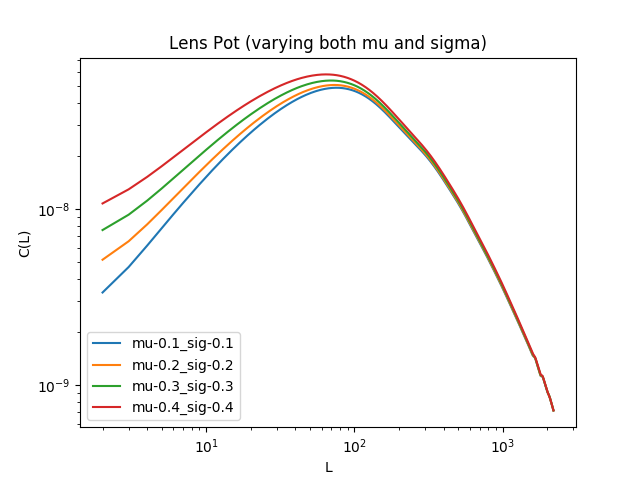 Lens Pot (varying both mu and sigma)
C(L)
10⁻⁸
10⁻⁹
mu-0.1_sig-0.1
mu-0.2_sig-0.2
mu-0.3_sig-0.3
mu-0.4_sig-0.4
10¹ 10² 10³
L